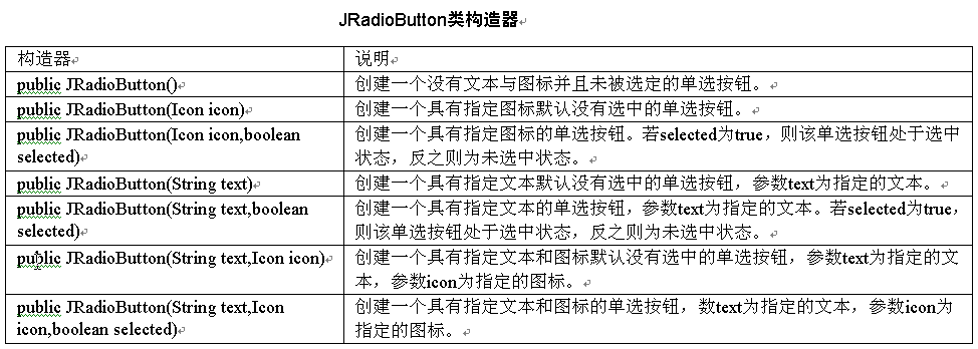 JRadioButton类构造器
构造器
说明
public JRadioButton()
创建一个没有文本与图标并且未被选定的单选按钮。
public JRadioButton(Icon icon)
创建一个具有指定图标默认没有选中的单选按钮。
public JRadioButton(Icon icon,boolean
selected)
创建一个具有指定图标的单选按钮。若selected为true，则该单选按钮处于选中
状态，反之则为未选中状态。
public JRadioButton(String text)
创建一个具有指定文本默认没有选中的单选按钮，参数text为指定的文本。
public JRadioButton(String text,boolean
selected)
创建一个具有指定文本的单选按钮，参数text为指定的文本。若selected为true，
则该单选按钮处于选中状态，反之则为未选中状态。
public JRadioButton(String text,Icon icon)
创建一个具有指定文本和图标默认没有选中的单选按钮，参数text为指定的文
本，参数icon为指定的图标。
public JRadioButton(String text,Icon
icon,boolean selected)
创建一个具有指定文本和图标的单选按钮，数text为指定的文本，参数icon为
指定的图标。